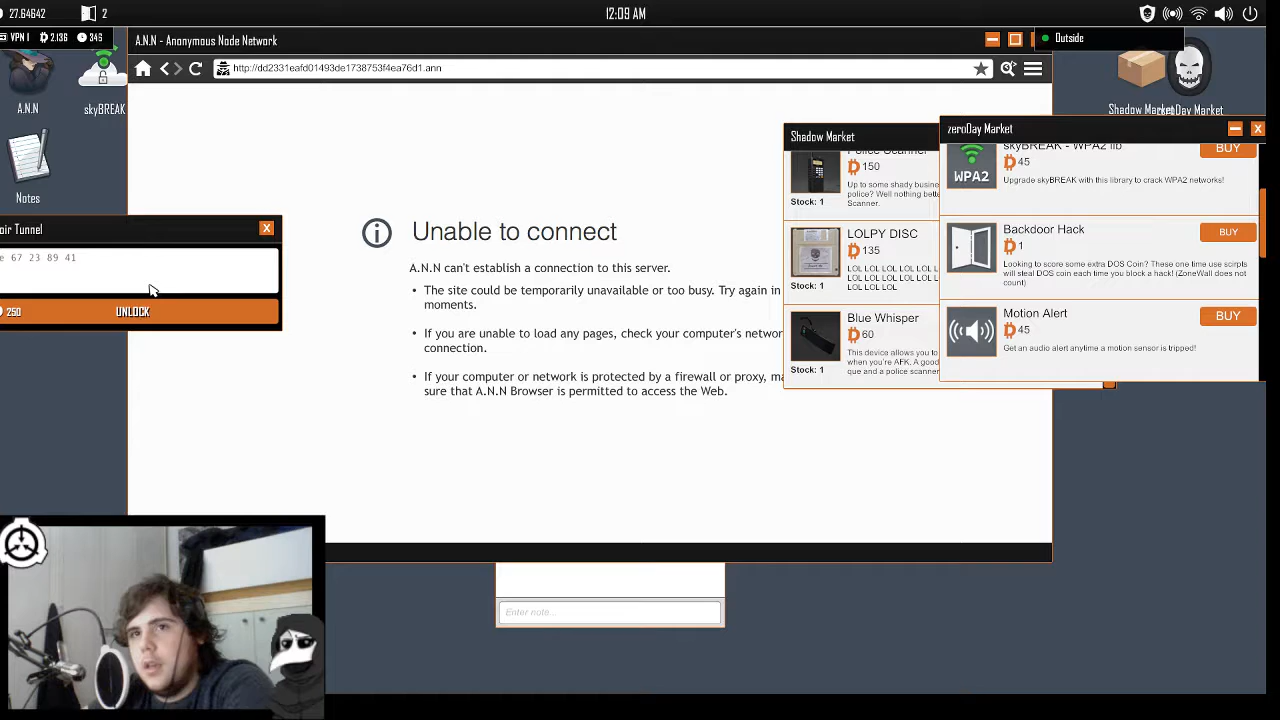 27.64642
2
12:09 AM
VPN 1
2.136
346
A.N.N - Anonymous Node Network
Outside
http://dd2331eafd01493de1738753f4ea76d1.ann
A.N.N
skyBREAK
Notes
Shadow Market
zeroDay Market
oir Tunnel
X
e 67 23 89 41
250
UNLOCK
Unable to connect
A.N.N can't establish a connection to this server.
• The site could be temporarily unavailable or too busy. Try again in
moments.
• If you are unable to load any pages, check your computer's networ
connection.
• If your computer or network is protected by a firewall or proxy, ma
sure that A.N.N Browser is permitted to access the Web.
Shadow Market
Police Scanner
150
Up to some shady busine
police? Well nothing bette
Scanner.
Stock: 1
LOLPY DISC
135
LOL LOL LOL LOL LOL L
LOL LOL LOL LOL LOL L
LOL LOL LOL
Stock: 1
Blue Whisper
60
This device allows you to
when you're AFK. A good
que and a police scanner
Stock: 1
zeroDay Market
X
skyBREAK - WPA2 lib
45
WPA2
Upgrade skyBREAK with this library to crack WPA2 networks!
BUY
Backdoor Hack
1
Looking to score some extra DOS Coin? These one time use scripts
will steal DOS coin each time you block a hack! (ZoneWall does not
count)
BUY
Motion Alert
45
Get an audio alert anytime a motion sensor is tripped!
BUY
Enter note...